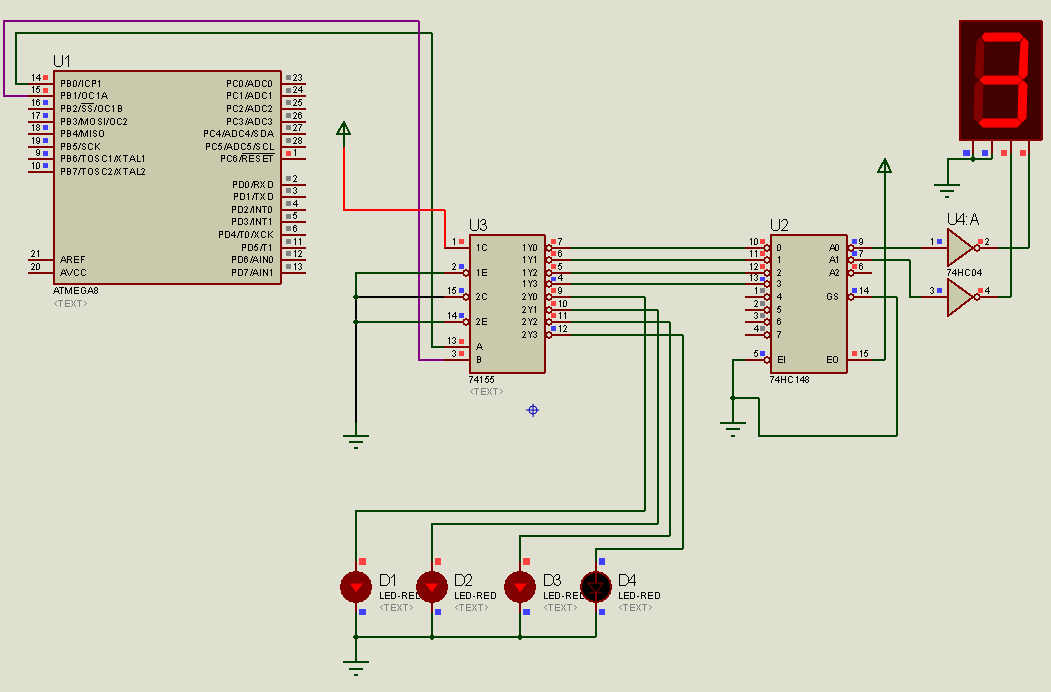 U1
14 PB0/ICP1 PC0/ADC0 23
15 PB1/OC1A PC1/ADC1 24
16 PB2/SS/OC1B PC2/ADC2 25
17 PB3/MOSI/OC2 PC3/ADC3 26
18 PB4/MISO PC4/ADC4/SDA 27
19 PB5/SCK PC5/ADC5/SCL 28
9 PB6/TOSC1/XTAL1 PC6/RESET 1
10 PB7/TOSC2/XTAL2
PD0/RXD 2
PD1/TXD 3
PD2/INT0 4
PD3/INT1 5
PD4/T0/XCK 6
PD5/T1 11
21 AREF PD6/AIN0 12
20 AVCC PD7/AIN1 13
ATMEGA8
<TEXT>
U3
1 1C 1Y0 7
1Y1 6
2 1E 1Y2 5
1Y3 4
15 2C 2Y0 9
2Y1 10
14 2E 2Y2 11
2Y3 12
13 A
3 B
74155
<TEXT>
U2
10 0 A0 9
11 1 A1 7
12 2 A2 6
13 3
1 4 GS 14
2 5
3 6
4 7
5 EI EO 15
74HC148
3
U4:A
1 2
74HC04
3 4
D1
LED-RED
<TEXT>
D2
LED-RED
<TEXT>
D3
LED-RED
<TEXT>
D4
LED-RED
<TEXT>